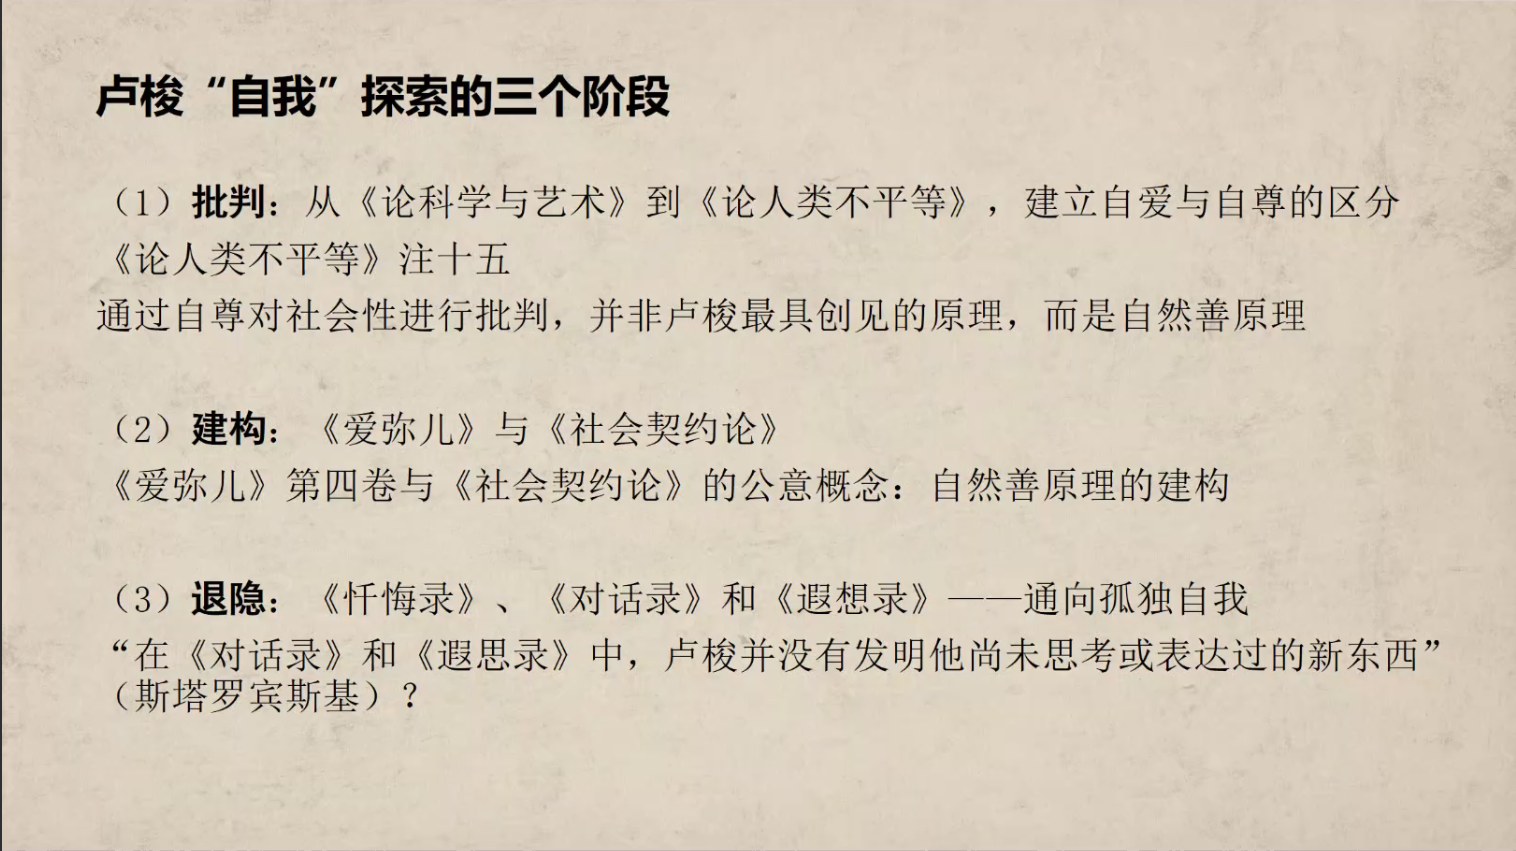 卢梭“自我”探索的三个阶段
（1）批判：从《论科学与艺术》到《论人类不平等》，建立自爱与自尊的区分
《论人类不平等》注十五
通过自尊对社会性进行批判，并非卢梭最具创见的原理，而是自然善原理
（2）建构：《爱弥儿》与《社会契约论》
《爱弥儿》第四卷与《社会契约论》的公意概念：自然善原理的建构
（3）退隐：《忏悔录》、《对话录》和《遐想录》——通向孤独自我
“在《对话录》和《遐思录》中，卢梭并没有发明他尚未思考或表达过的新东西”
（斯塔罗宾斯基）？